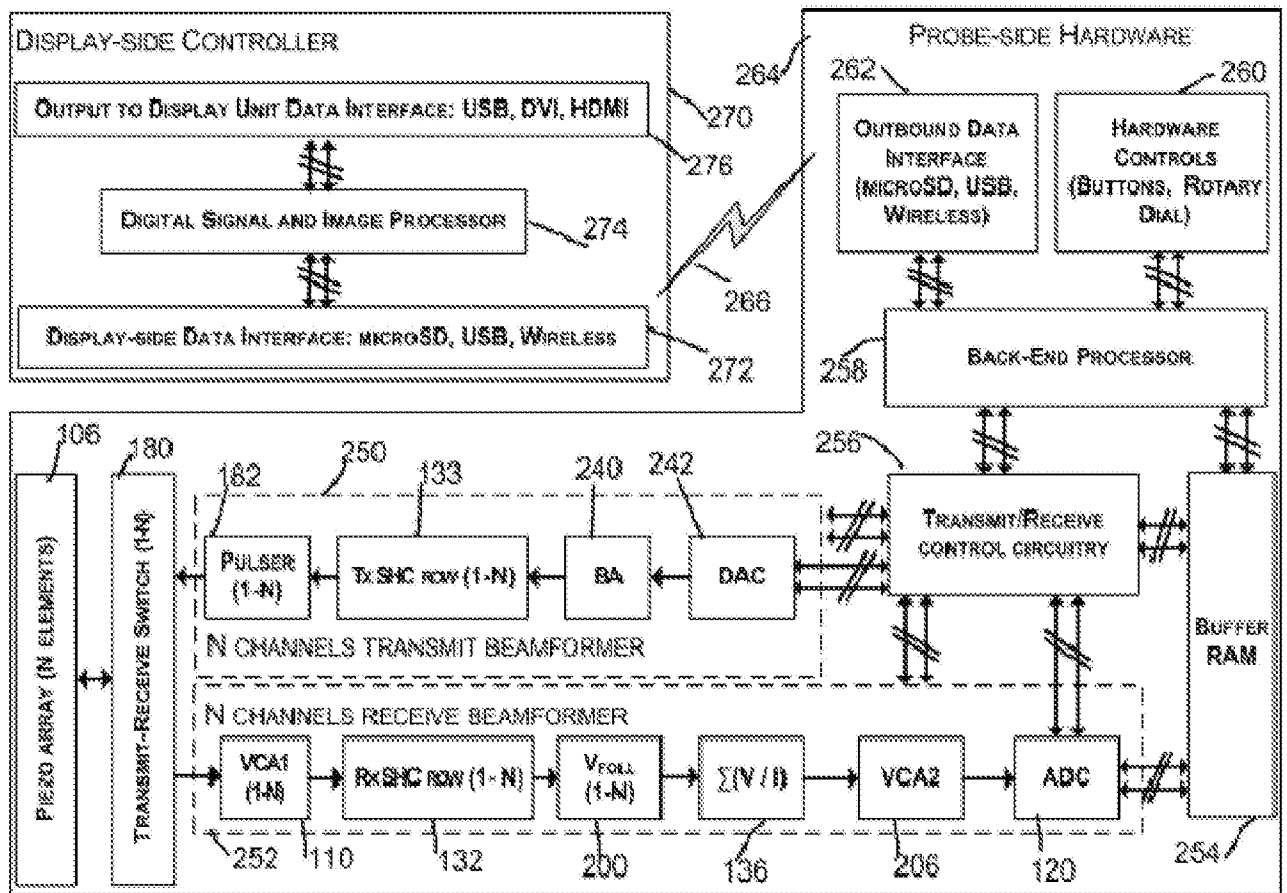 DISPLAY-SIDE CONTROLLER
OUTPUT TO DISPLAY UNIT DATA INTERFACE: USB, DVI, HDMI
270
276
DIGITAL SIGNAL AND IMAGE PROCESSOR
274
DISPLAY-SIDE DATA INTERFACE: MICROSD, USB, WIRELESS
272
266
264
PROBE-SIDE HARDWARE
262
260
OUTBOUND DATA
INTERFACE
(MICROSD, USB,
WIRELESS)
HARDWARE
CONTROLS
(BUTTONS, ROTARY
DIAL)
BACK-END PROCESSOR
258
106
180
182
250
133
240
242
256
PIEZO ARRAY (N ELEMENTS)
TRANSMIT-RECEIVE SWITCH (1-N)
PULSER
(1-N)
TX SHC ROW (1-N)
BA
DAC
TRANSMIT/RECEIVE
CONTROL CIRCUITRY
BUFFER
RAM
N CHANNELS TRANSMIT BEAMFORMER
N CHANNELS RECEIVE BEAMFORMER
VCA1
(1-N)
RX SHC ROW (1-N)
VFOLL
(1-N)
∑(V / I)
VCA2
ADC
252
110
132
200
136
206
120
254